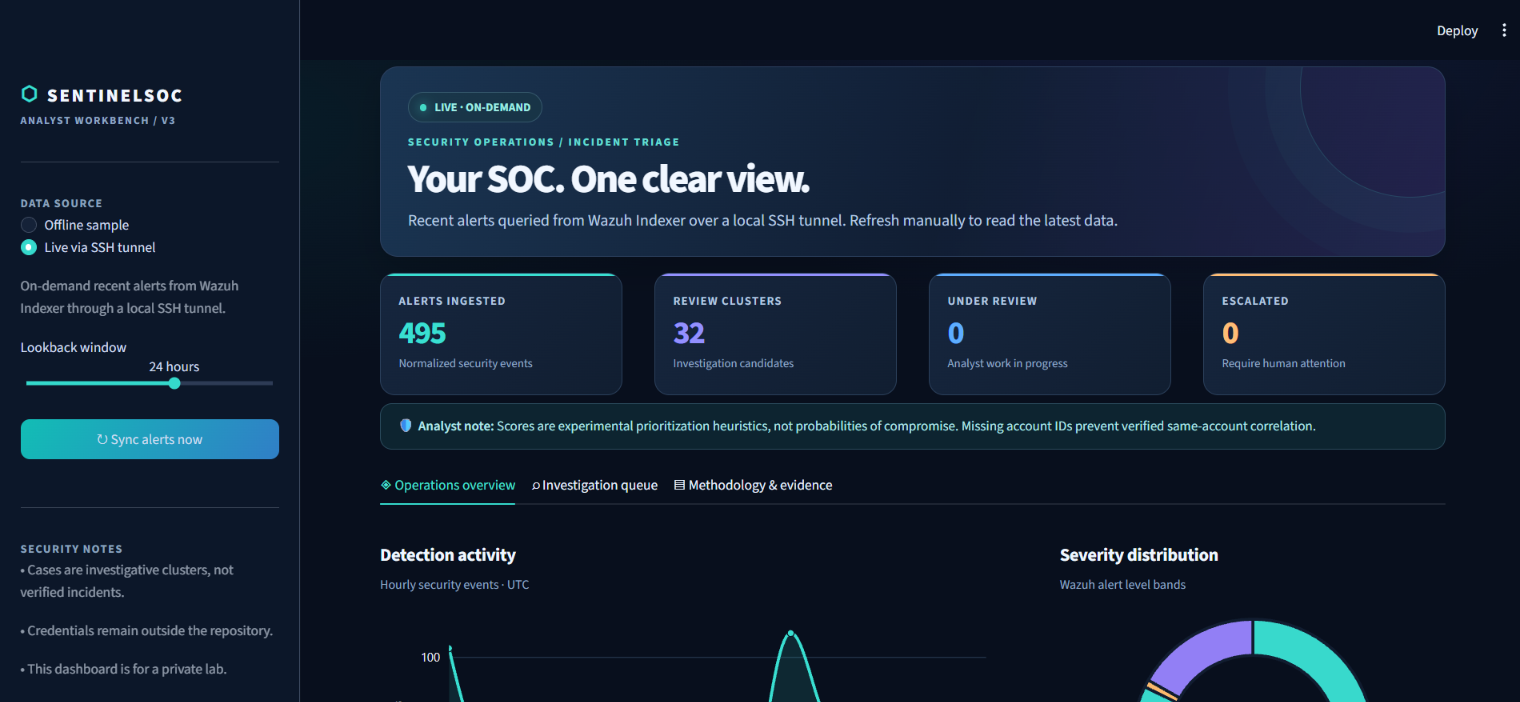 Deploy
SENTINELSOC
ANALYST WORKBENCH / V3
DATA SOURCE
Offline sample
Live via SSH tunnel
On-demand recent alerts from Wazuh
Indexer through a local SSH tunnel.
Lookback window
24 hours
↻ Sync alerts now
SECURITY NOTES
• Cases are investigative clusters, not
verified incidents.
• Credentials remain outside the repository.
• This dashboard is for a private lab.
LIVE · ON-DEMAND
SECURITY OPERATIONS / INCIDENT TRIAGE
Your SOC. One clear view.
Recent alerts queried from Wazuh Indexer over a local SSH tunnel. Refresh manually to read the latest data.
ALERTS INGESTED
495
Normalized security events
REVIEW CLUSTERS
32
Investigation candidates
UNDER REVIEW
0
Analyst work in progress
ESCALATED
0
Require human attention
Analyst note: Scores are experimental prioritization heuristics, not probabilities of compromise. Missing account IDs prevent verified same-account correlation.
Operations overview
Investigation queue
Methodology & evidence
Detection activity
Hourly security events · UTC
100
Severity distribution
Wazuh alert level bands